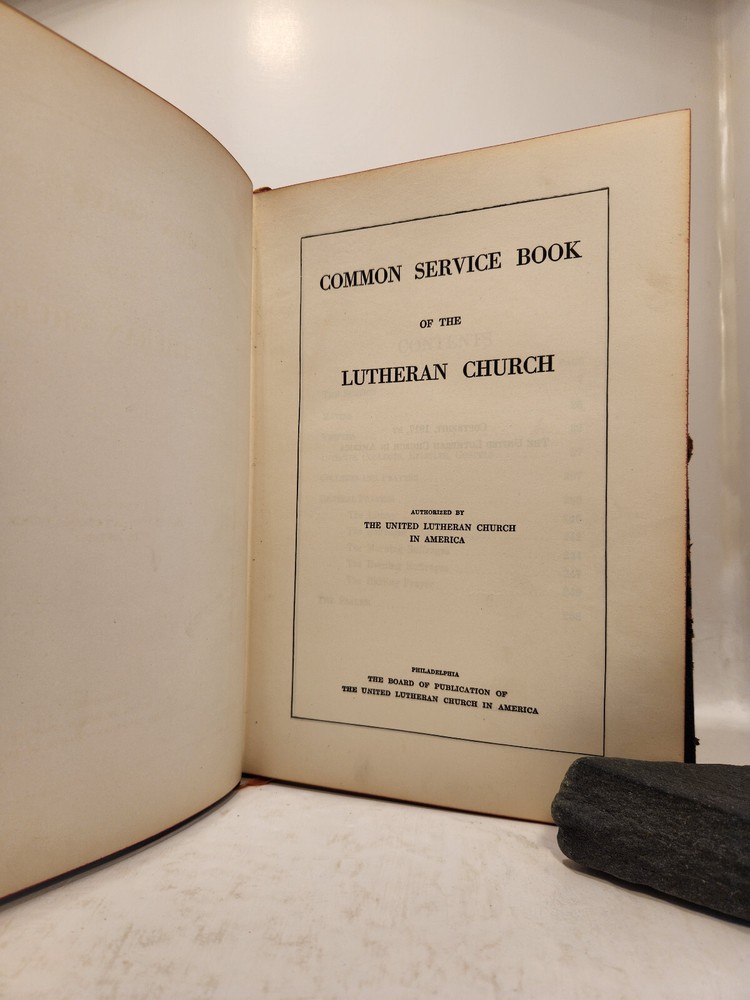 COMMON SERVICE BOOK
OF THE
LUTHERAN CHURCH
AUTHORIZED BY
THE UNITED LUTHERAN CHURCH
IN AMERICA
PHILADELPHIA
THE BOARD OF PUBLICATION OF
THE UNITED LUTHERAN CHURCH IN AMERICA